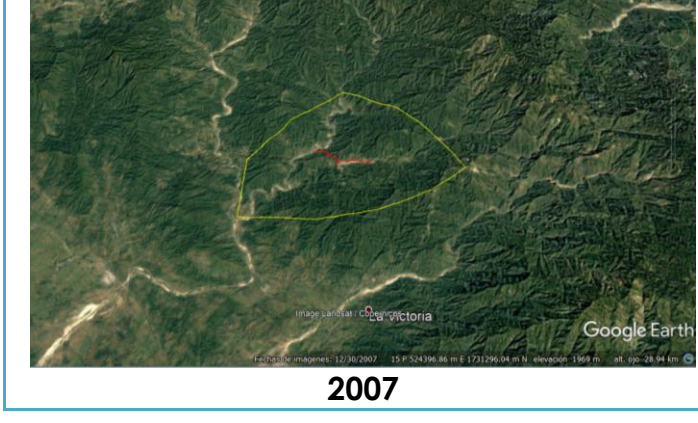 Image Landsat / Copernicus
La Victoria
Google Earth
Fechas de imágenes: 12/30/2007 15 P 524396.86 m E 1731296.04 m N elevación 1969 m alt. ojo 28.94 km
2007